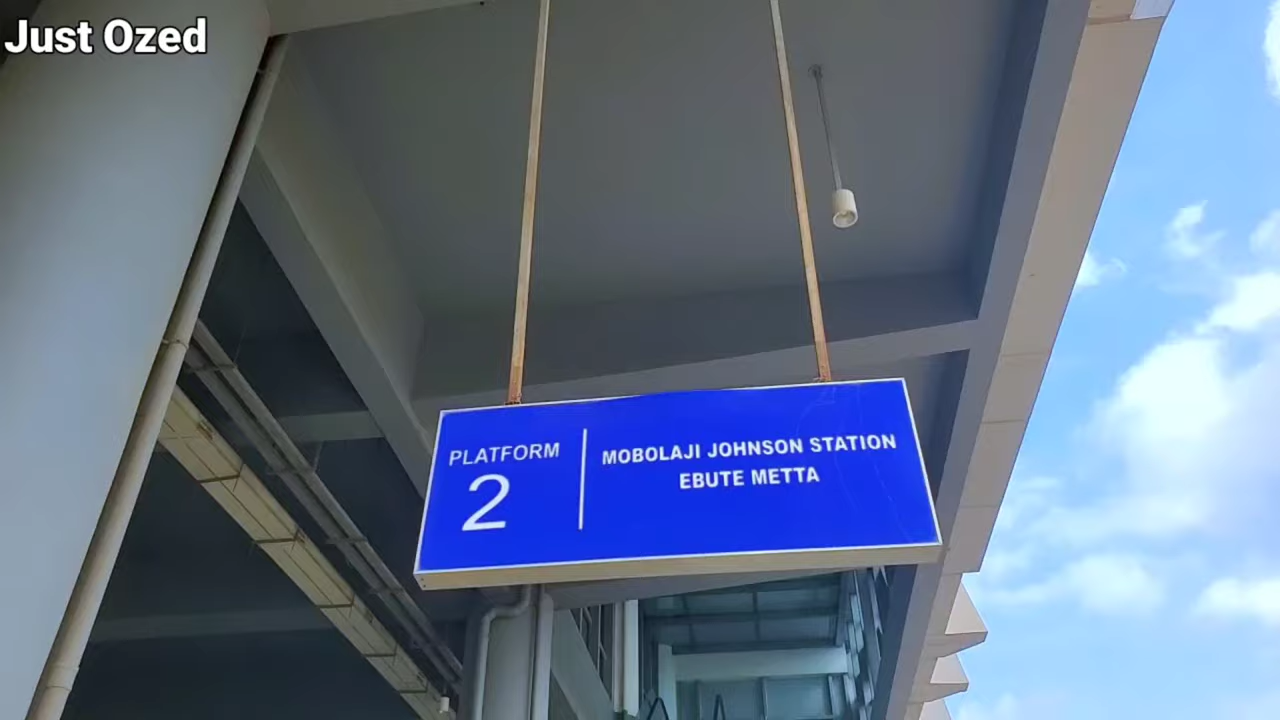 Just Ozed
PLATFORM
2
MOBOLAJI JOHNSON STATION
EBUTE METTA